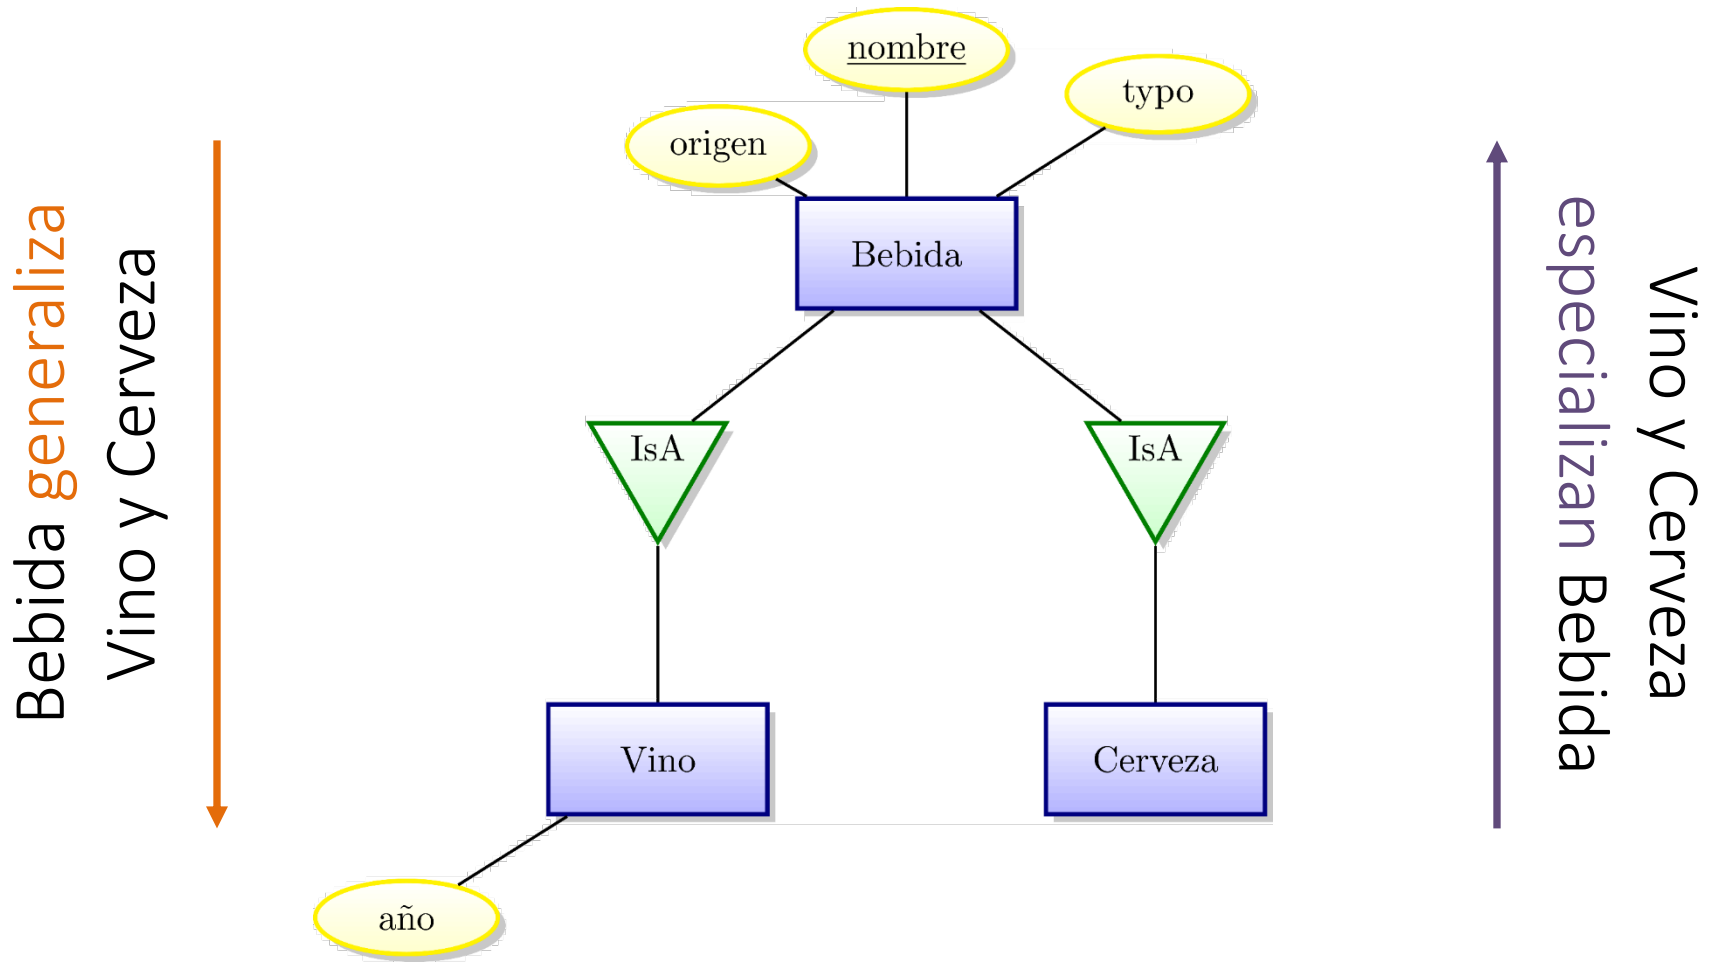 nombre
typo
origen
Bebida
IsA
IsA
Vino
Cerveza
año
Bebida generaliza
Vino y Cerveza
Vino y Cerveza
especializan Bebida